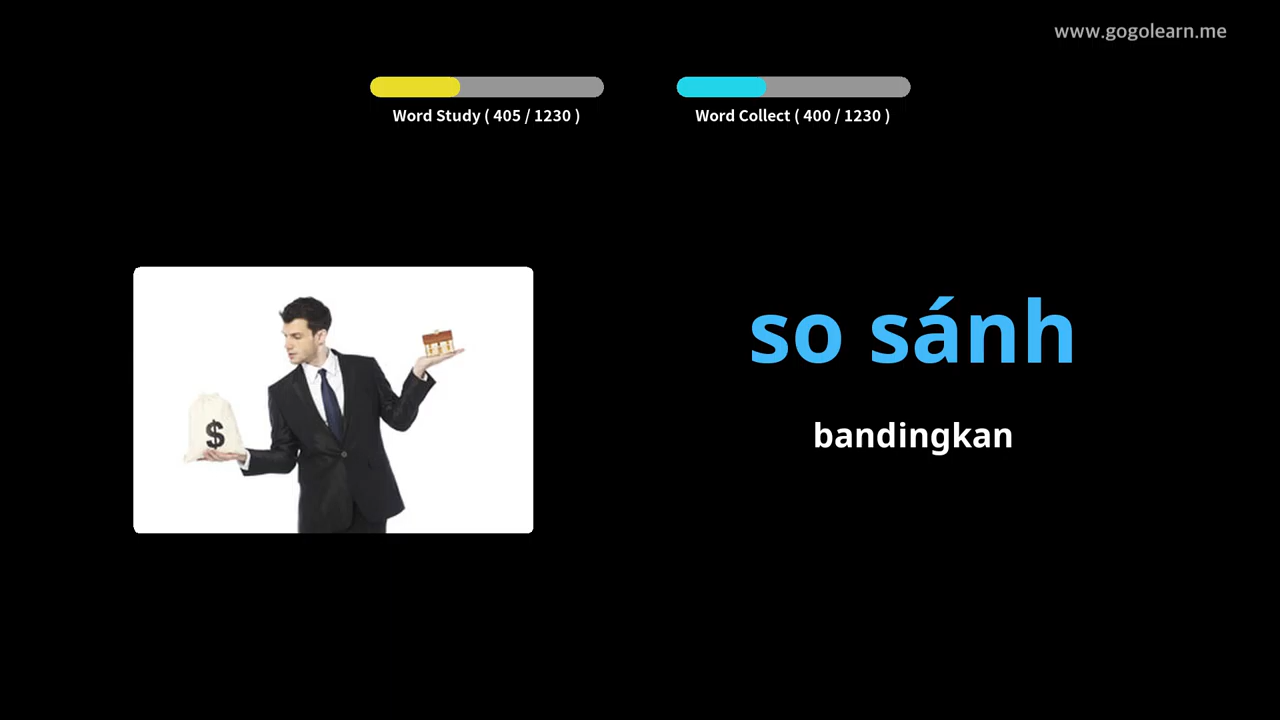 www.gogolearn.me
Word Study ( 405 / 1230 )
Word Collect ( 400 / 1230 )
$
so sánh
bandingkan